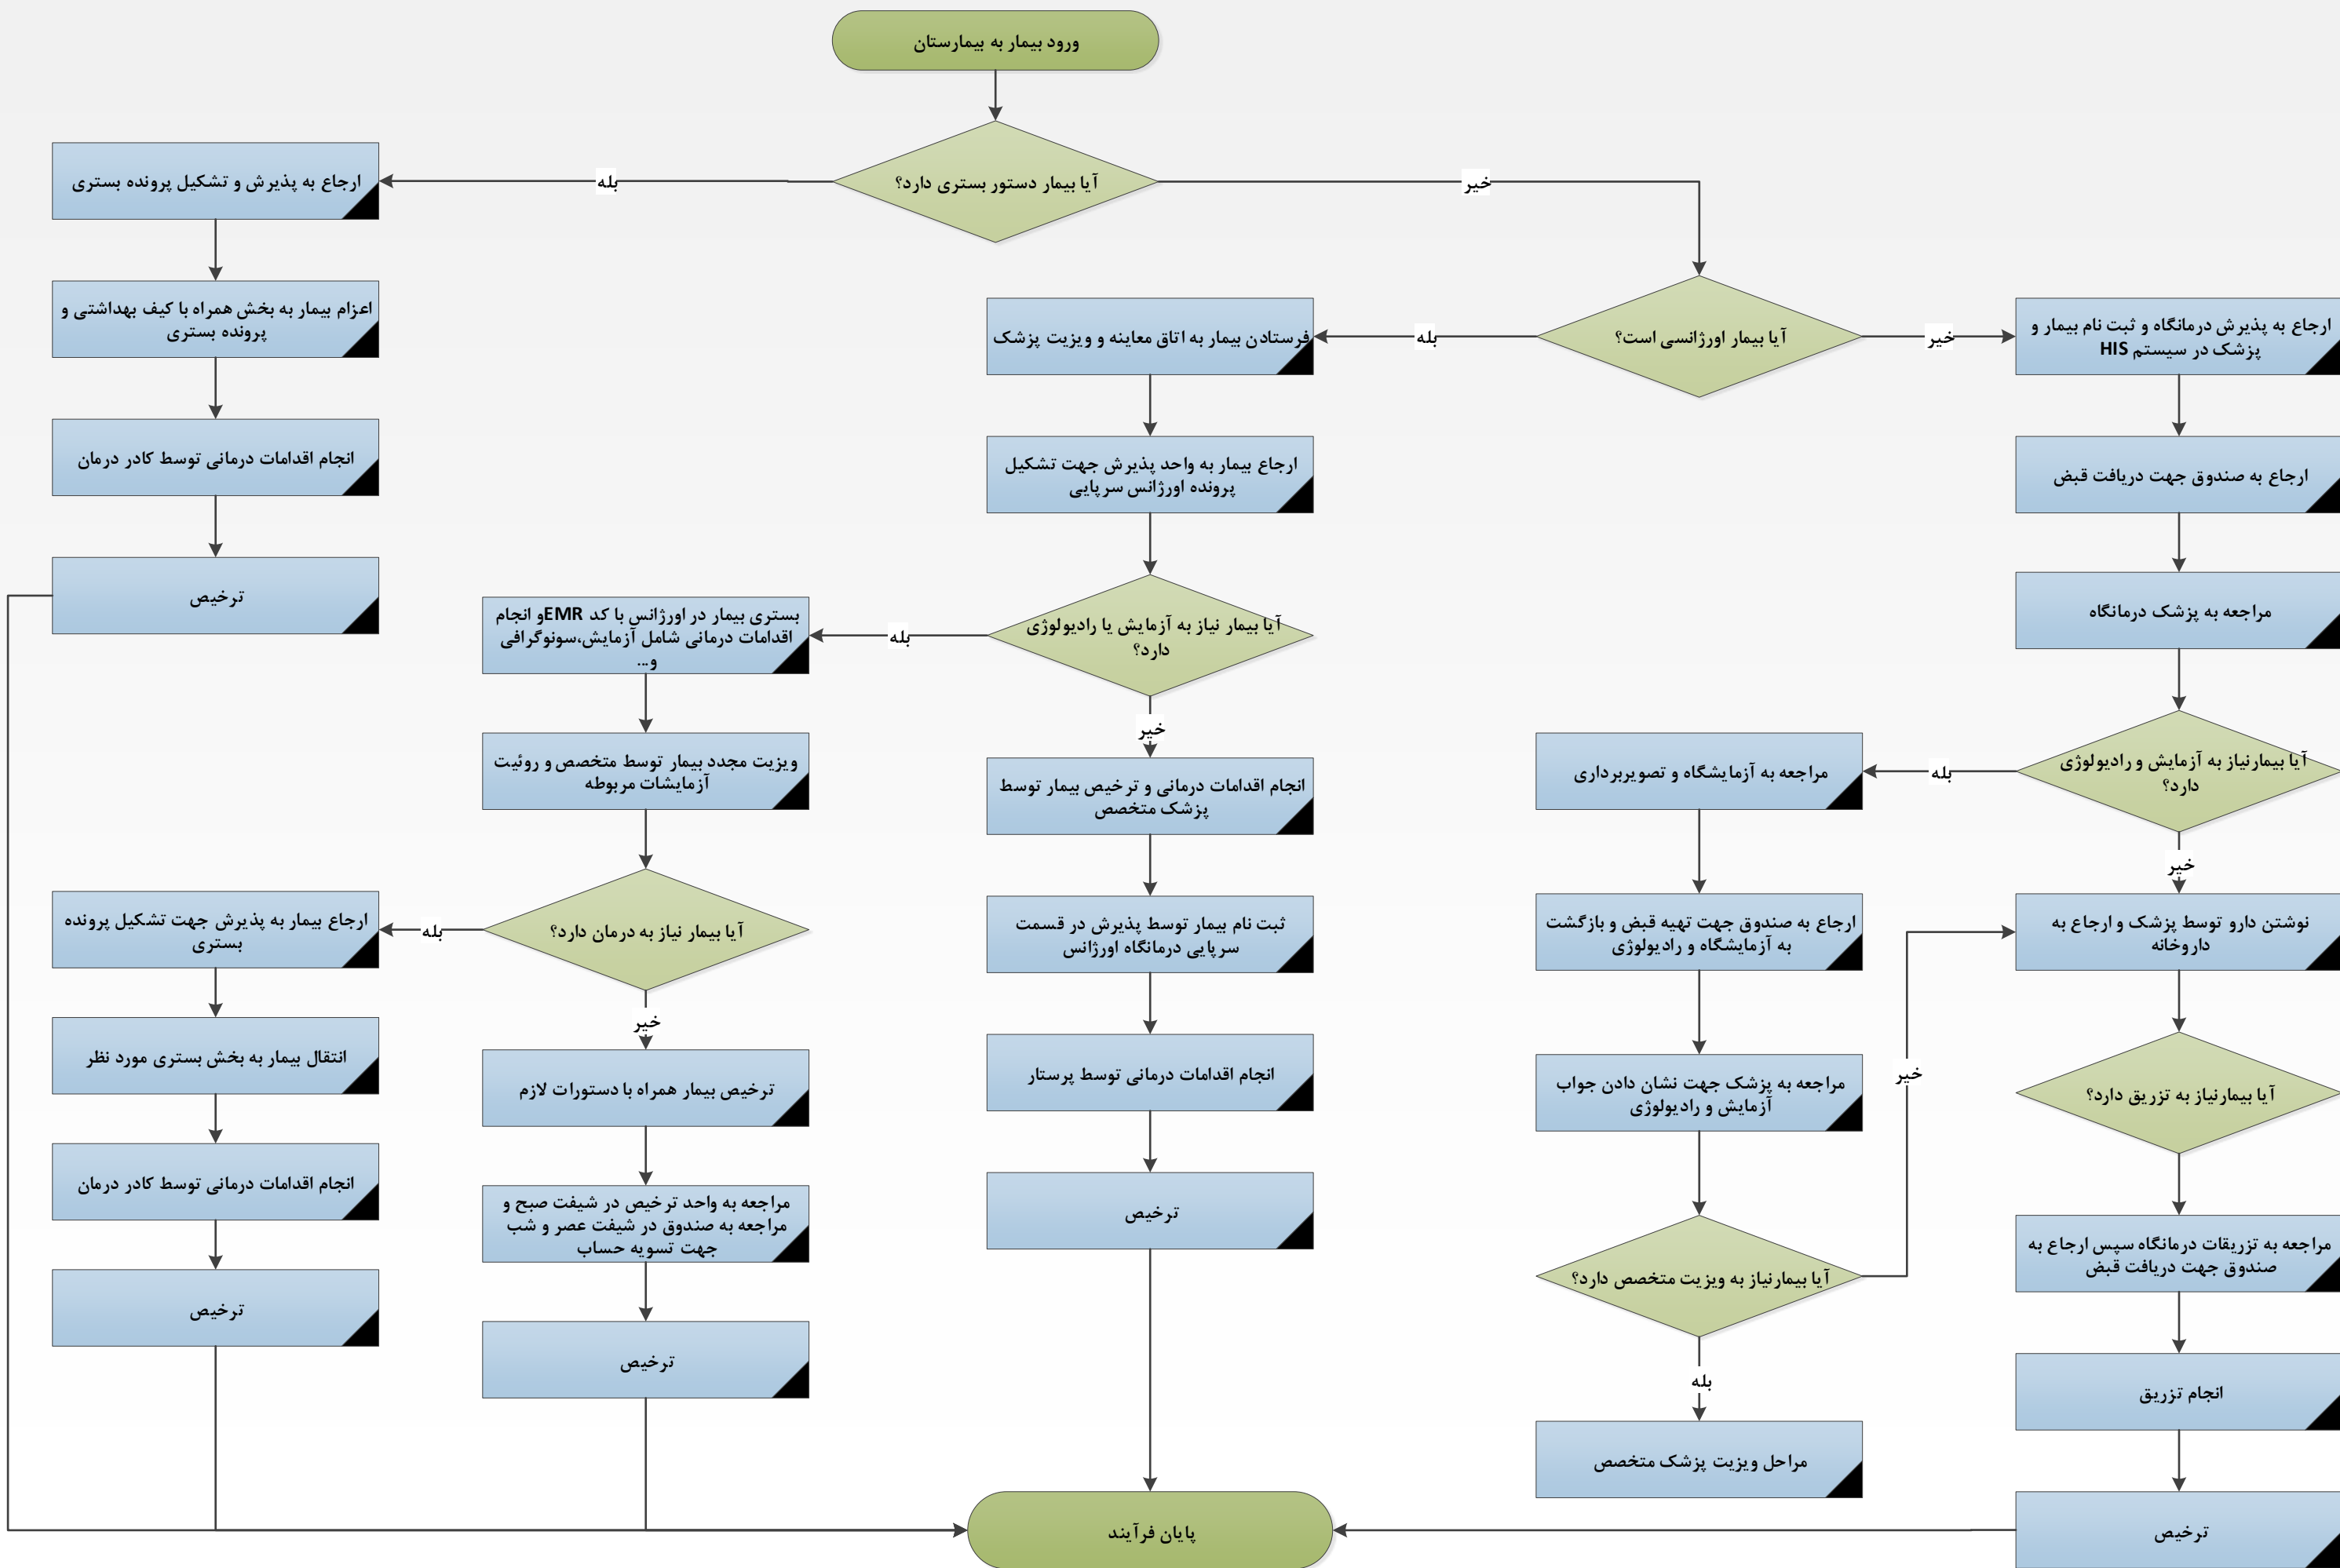 ورود بیمار به بیمارستان
آیا بیمار دستور بستری دارد؟
بله
خیر
ارجاع به پذیرش و تشکیل پرونده بستری
اعزام بیمار به بخش همراه با کیف بهداشتی و
پرونده بستری
انجام اقدامات درمانی توسط کادر درمان
ترخیص
آیا بیمار اورژانسی است؟
بله
خیر
ارجاع به پذیرش درمانگاه و ثبت نام بیمار و
پزشک در سیستم HIS
ارجاع به صندوق جهت دریافت قبض
مراجعه به پزشک درمانگاه
آیا بیمارنیاز به آزمایش و رادیولوژی
دارد؟
بله
خیر
مراجعه به آزمایشگاه و تصویربرداری
ارجاع به صندوق جهت تهیه قبض و بازگشت
به آزمایشگاه و رادیولوژی
مراجعه به پزشک جهت نشان دادن جواب
آزمایش و رادیولوژی
آیا بیمارنیاز به ویزیت متخصص دارد؟
خیر
بله
مراحل ویزیت پزشک متخصص
نوشتن دارو توسط پزشک و ارجاع به
داروخانه
آیا بیمارنیاز به تزریق دارد؟
مراجعه به تزریقات درمانگاه سپس ارجاع به
صندوق جهت دریافت قبض
انجام تزریق
ترخیص
فرستادن بیمار به اتاق معاینه و ویزیت پزشک
ارجاع بیمار به واحد پذیرش جهت تشکیل
پرونده اورژانس سرپایی
آیا بیمار نیاز به آزمایش یا رادیولوژی
دارد؟
بله
خیر
انجام اقدامات درمانی و ترخیص بیمار توسط
پزشک متخصص
ثبت نام بیمار توسط پذیرش در قسمت
سرپایی درمانگاه اورژانس
انجام اقدامات درمانی توسط پرستار
ترخیص
بستری بیمار در اورژانس با کد EMRو انجام
اقدامات درمانی شامل آزمایش،سونوگرافی
و...
ویزیت مجدد بیمار توسط متخصص و روئیت
آزمایشات مربوطه
آیا بیمار نیاز به درمان دارد؟
بله
خیر
ترخیص بیمار همراه با دستورات لازم
مراجعه به واحد ترخیص در شیفت صبح و
مراجعه به صندوق در شیفت عصر و شب
جهت تسویه حساب
ترخیص
ارجاع بیمار به پذیرش جهت تشکیل پرونده
بستری
انتقال بیمار به بخش بستری مورد نظر
انجام اقدامات درمانی توسط کادر درمان
ترخیص
پایان فرآیند